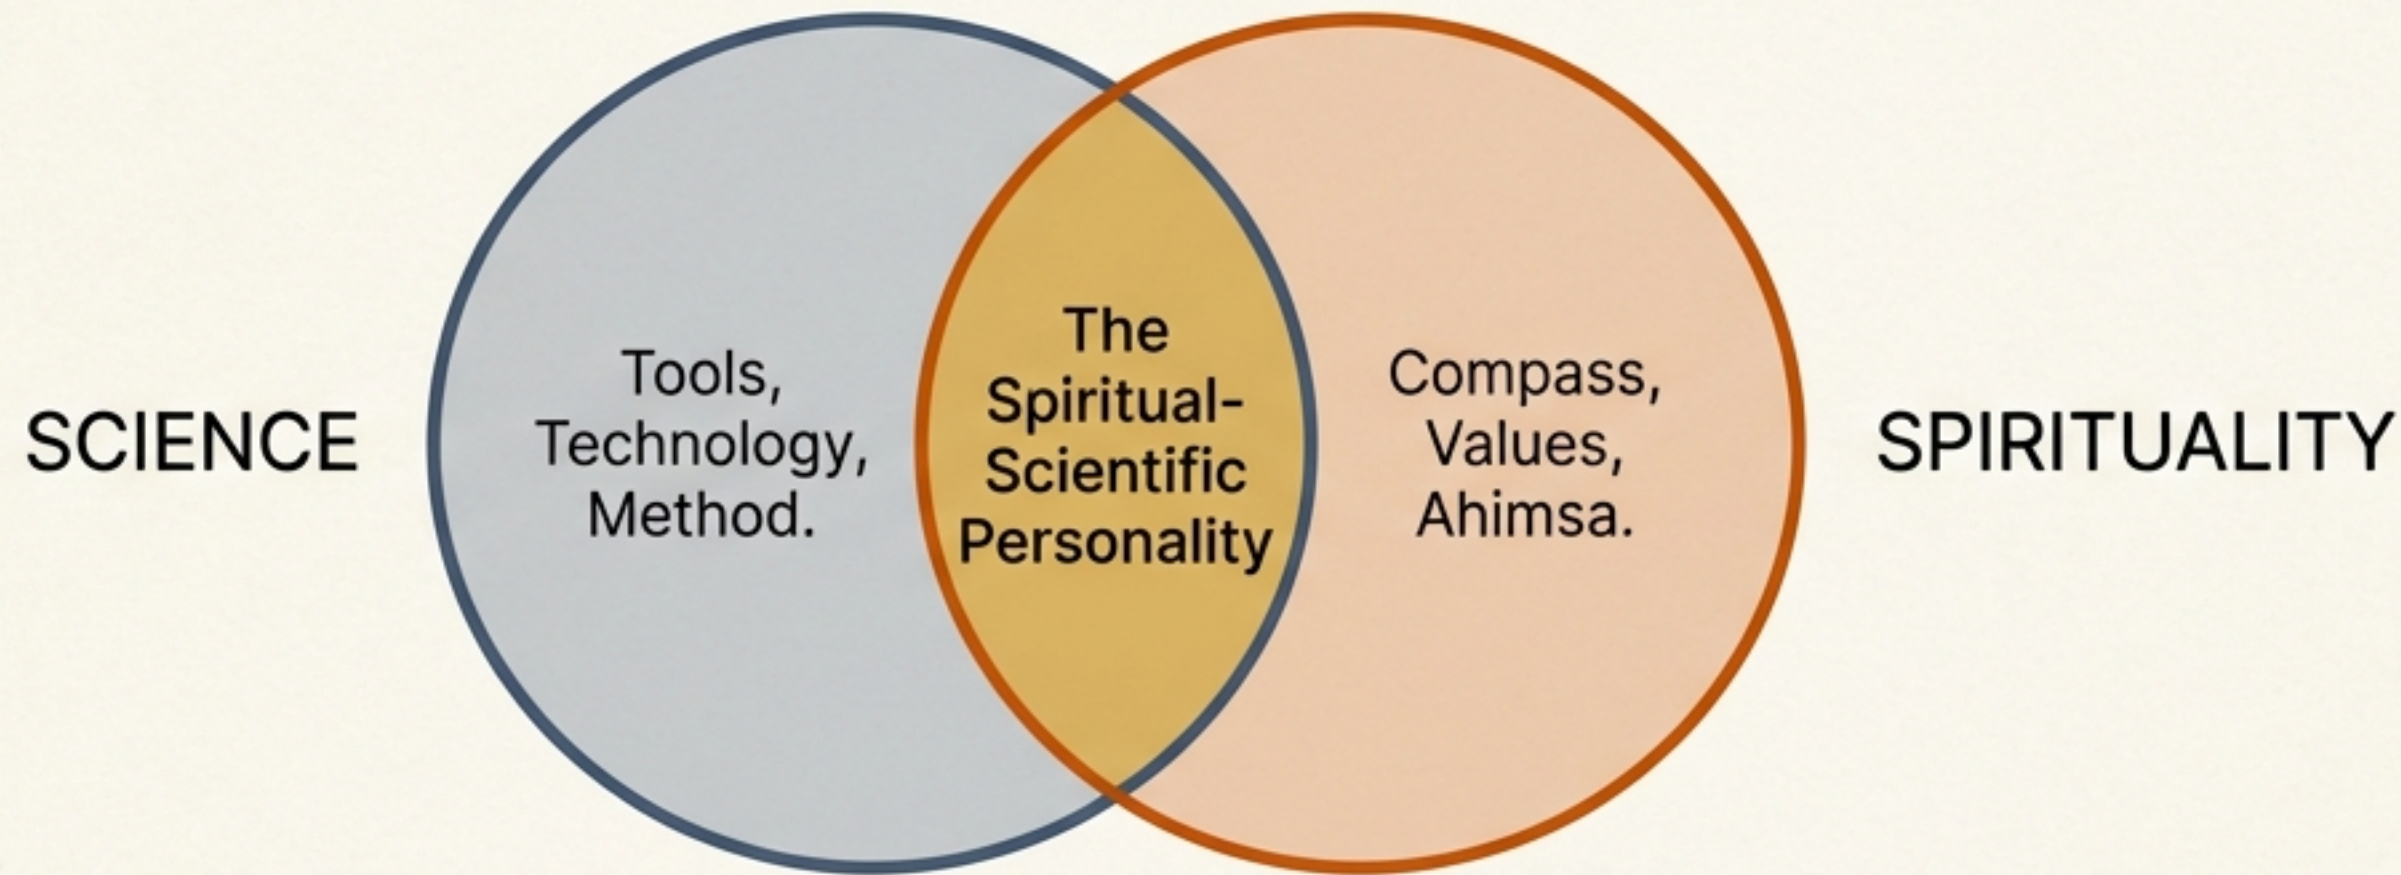 SCIENCE
Tools,
Technology,
Method.
The
Spiritual-
Scientific
Personality
Compass,
Values,
Ahimsa.
SPIRITUALITY